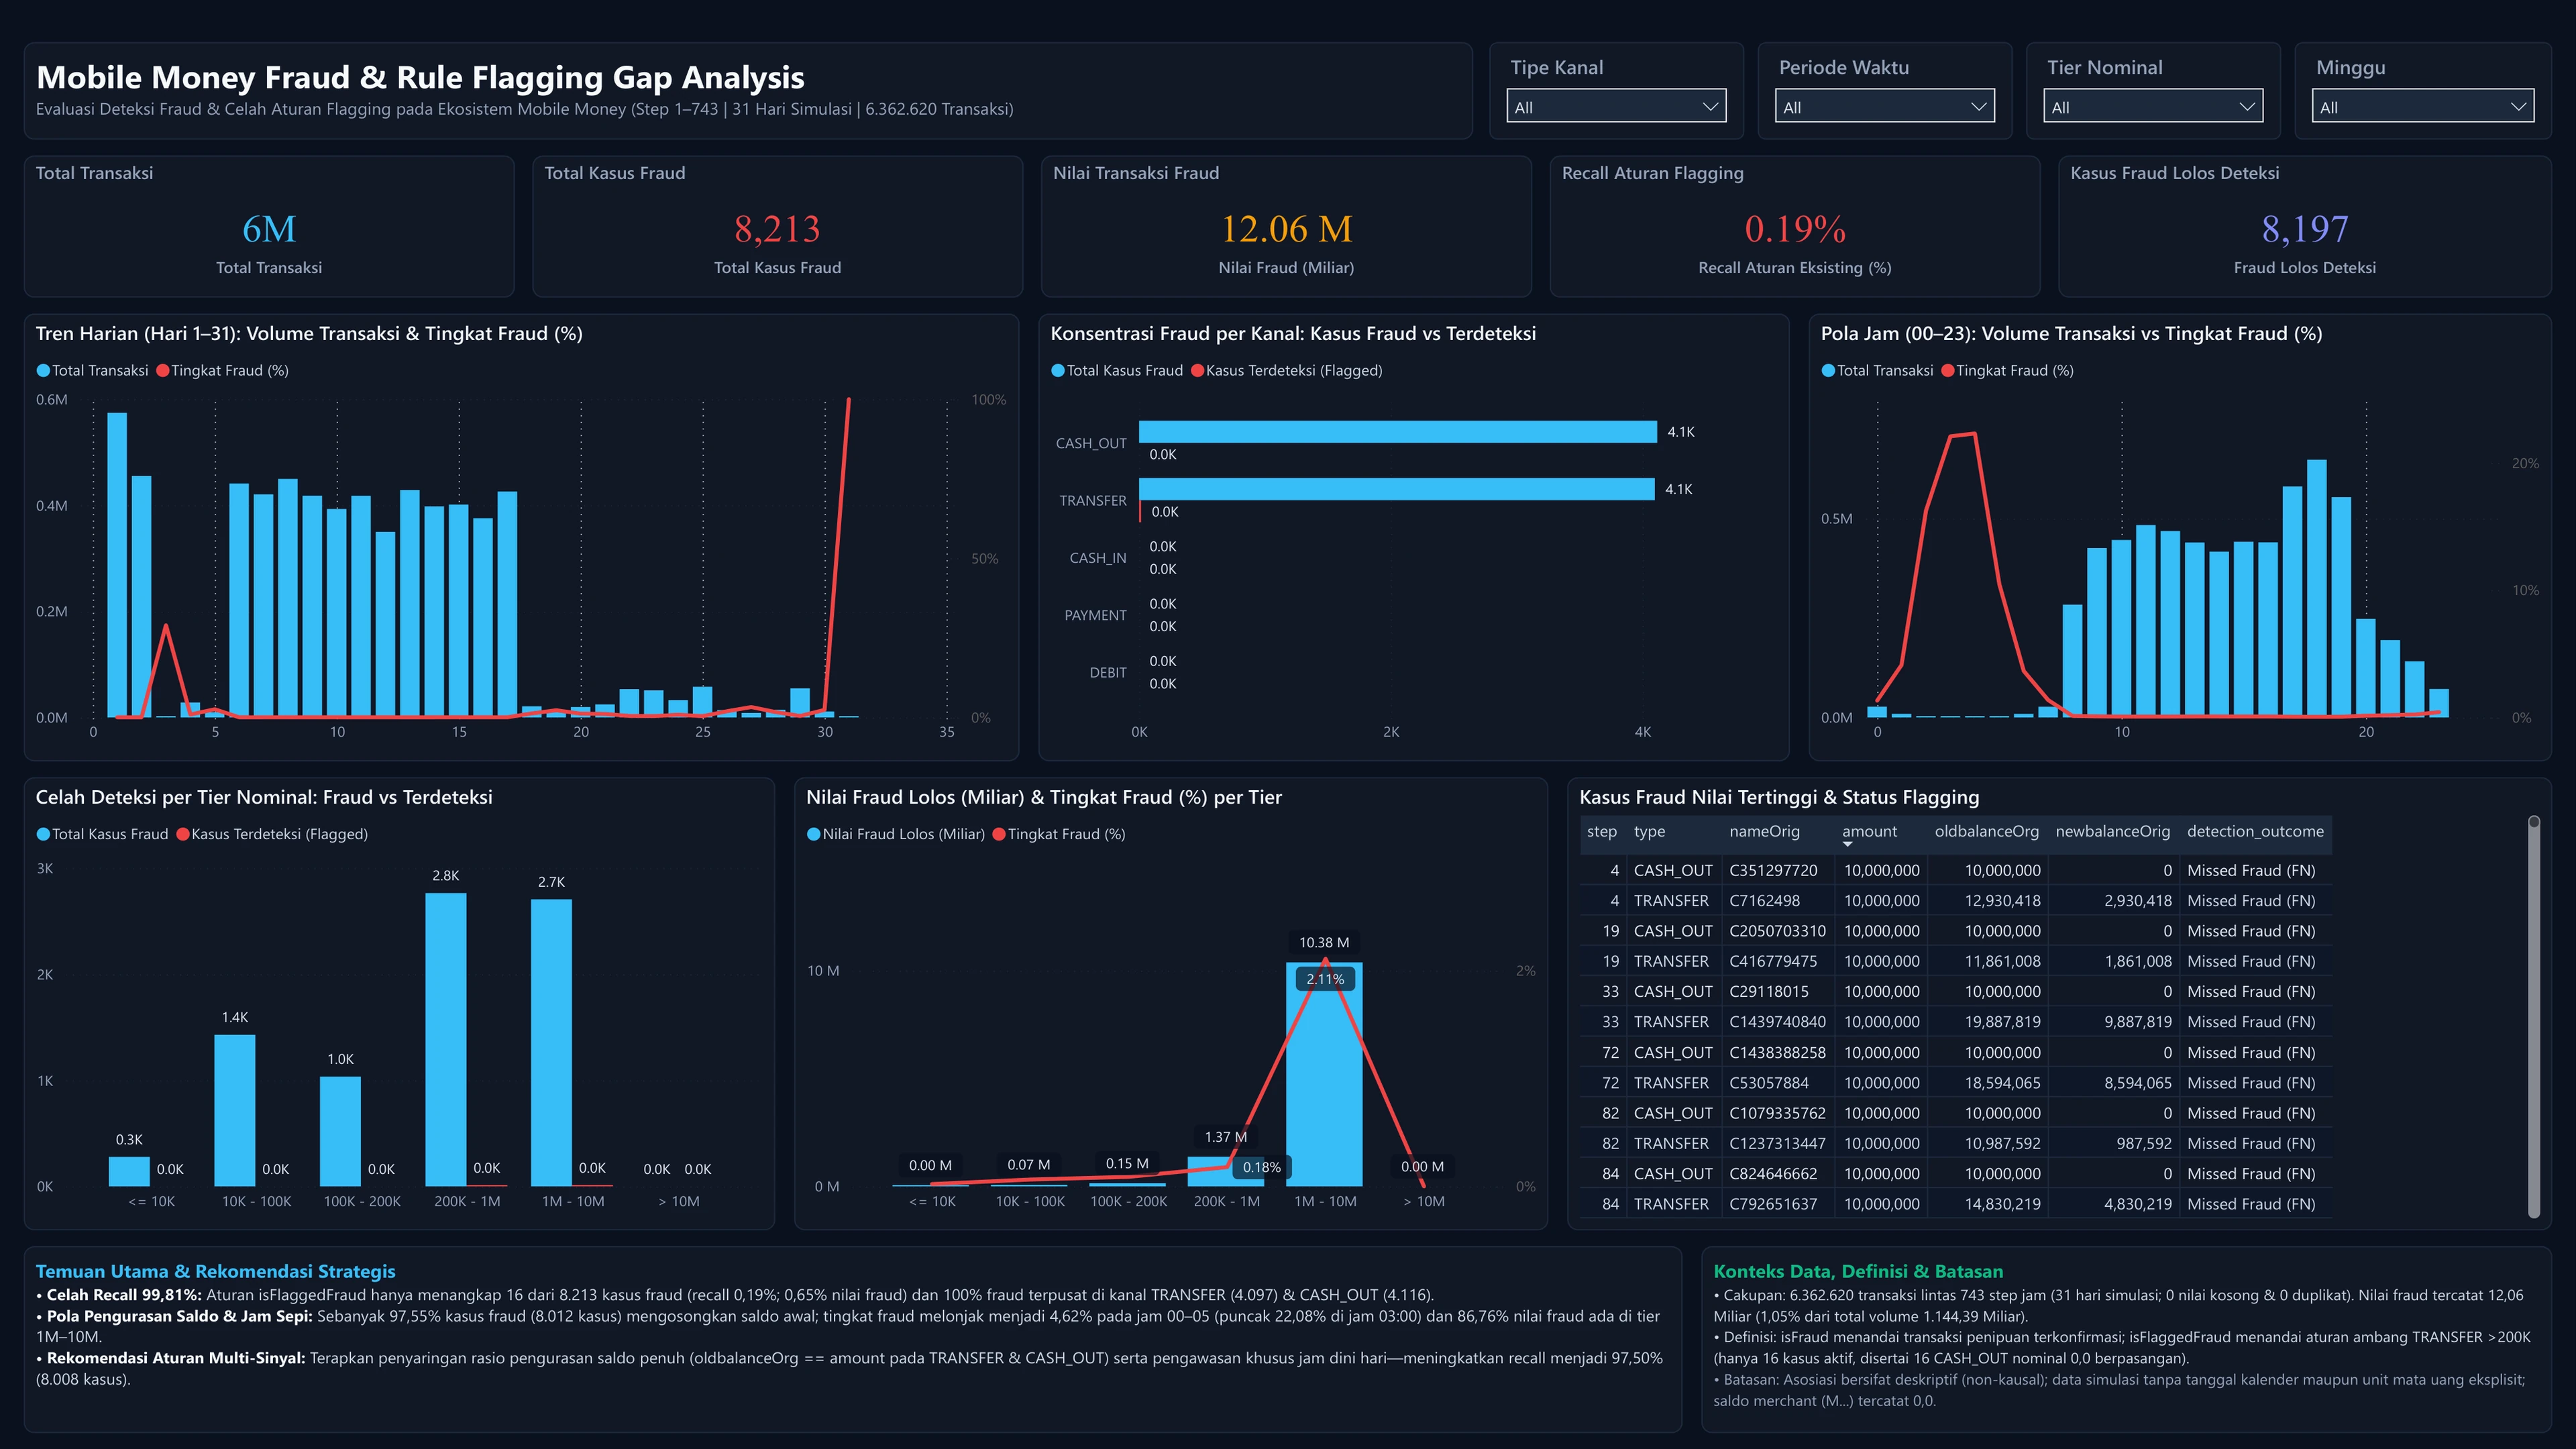 Mobile Money Fraud & Rule Flagging Gap Analysis
Evaluasi Deteksi Fraud & Celah Aturan Flagging pada Ekosistem Mobile Money (Step 1–743 | 31 Hari Simulasi | 6.362.620 Transaksi)
Tipe Kanal
All
Periode Waktu
All
Tier Nominal
All
Minggu
All
Total Transaksi
6M
Total Transaksi
Total Kasus Fraud
8,213
Total Kasus Fraud
Nilai Transaksi Fraud
12.06 M
Nilai Fraud (Miliar)
Recall Aturan Flagging
0.19%
Recall Aturan Eksisting (%)
Kasus Fraud Lolos Deteksi
8,197
Fraud Lolos Deteksi
Tren Harian (Hari 1–31): Volume Transaksi & Tingkat Fraud (%)
Total Transaksi Tingkat Fraud (%)
0.6M 100%
0.4M
50%
0.2M
0.0M 0%
0 5 10 15 20 25 30 35
Konsentrasi Fraud per Kanal: Kasus Fraud vs Terdeteksi
Total Kasus Fraud Kasus Terdeteksi (Flagged)
CASH_OUT 4.1K
0.0K
TRANSFER 4.1K
0.0K
CASH_IN 0.0K
0.0K
PAYMENT 0.0K
0.0K
DEBIT 0.0K
0.0K
0K 2K 4K
Pola Jam (00–23): Volume Transaksi vs Tingkat Fraud (%)
Total Transaksi Tingkat Fraud (%)
20%
0.5M
10%
0.0M 0%
0 10 20
Celah Deteksi per Tier Nominal: Fraud vs Terdeteksi
Total Kasus Fraud Kasus Terdeteksi (Flagged)
3K
2K
1K
0K
0.3K 0.0K 1.4K 0.0K 1.0K 0.0K 2.8K 0.0K 2.7K 0.0K 0.0K 0.0K
<= 10K 10K - 100K 100K - 200K 200K - 1M 1M - 10M > 10M
Nilai Fraud Lolos (Miliar) & Tingkat Fraud (%) per Tier
Nilai Fraud Lolos (Miliar) Tingkat Fraud (%)
10.38 M
10 M 2.11% 2%
1.37 M
0.00 M 0.07 M 0.15 M 0.18% 0.00 M
0 M 0%
<= 10K 10K - 100K 100K - 200K 200K - 1M 1M - 10M > 10M
Kasus Fraud Nilai Tertinggi & Status Flagging
step type nameOrig amount oldbalanceOrg newbalanceOrig detection_outcome
4 CASH_OUT C351297720 10,000,000 10,000,000 0 Missed Fraud (FN)
4 TRANSFER C7162498 10,000,000 12,930,418 2,930,418 Missed Fraud (FN)
19 CASH_OUT C2050703310 10,000,000 10,000,000 0 Missed Fraud (FN)
19 TRANSFER C416779475 10,000,000 11,861,008 1,861,008 Missed Fraud (FN)
33 CASH_OUT C29118015 10,000,000 10,000,000 0 Missed Fraud (FN)
33 TRANSFER C1439740840 10,000,000 19,887,819 9,887,819 Missed Fraud (FN)
72 CASH_OUT C1438388258 10,000,000 10,000,000 0 Missed Fraud (FN)
72 TRANSFER C53057884 10,000,000 18,594,065 8,594,065 Missed Fraud (FN)
82 CASH_OUT C1079335762 10,000,000 10,000,000 0 Missed Fraud (FN)
82 TRANSFER C1237313447 10,000,000 10,987,592 987,592 Missed Fraud (FN)
84 CASH_OUT C824646662 10,000,000 10,000,000 0 Missed Fraud (FN)
84 TRANSFER C792651637 10,000,000 14,830,219 4,830,219 Missed Fraud (FN)
Temuan Utama & Rekomendasi Strategis
• Celah Recall 99,81%: Aturan isFlaggedFraud hanya menangkap 16 dari 8.213 kasus fraud (recall 0,19%; 0,65% nilai fraud) dan 100% fraud terpusat di kanal TRANSFER (4.097) & CASH_OUT (4.116).
• Pola Pengurasan Saldo & Jam Sepi: Sebanyak 97,55% kasus fraud (8.012 kasus) mengosongkan saldo awal; tingkat fraud melonjak menjadi 4,62% pada jam 00–05 (puncak 22,08% di jam 03:00) dan 86,76% nilai fraud ada di tier
1M–10M.
• Rekomendasi Aturan Multi-Sinyal: Terapkan penyaringan rasio pengurasan saldo penuh (oldbalanceOrg == amount pada TRANSFER & CASH_OUT) serta pengawasan khusus jam dini hari—meningkatkan recall menjadi 97,50%
(8.008 kasus).
Konteks Data, Definisi & Batasan
• Cakupan: 6.362.620 transaksi lintas 743 step jam (31 hari simulasi; 0 nilai kosong & 0 duplikat). Nilai fraud tercatat 12,06
Miliar (1,05% dari total volume 1.144,39 Miliar).
• Definisi: isFraud menandai transaksi penipuan terkonfirmasi; isFlaggedFraud menandai aturan ambang TRANSFER >200K
(hanya 16 kasus aktif, disertai 16 CASH_OUT nominal 0,0 berpasangan).
• Batasan: Asosiasi bersifat deskriptif (non-kausal); data simulasi tanpa tanggal kalender maupun unit mata uang eksplisit;
saldo merchant (M...) tercatat 0,0.